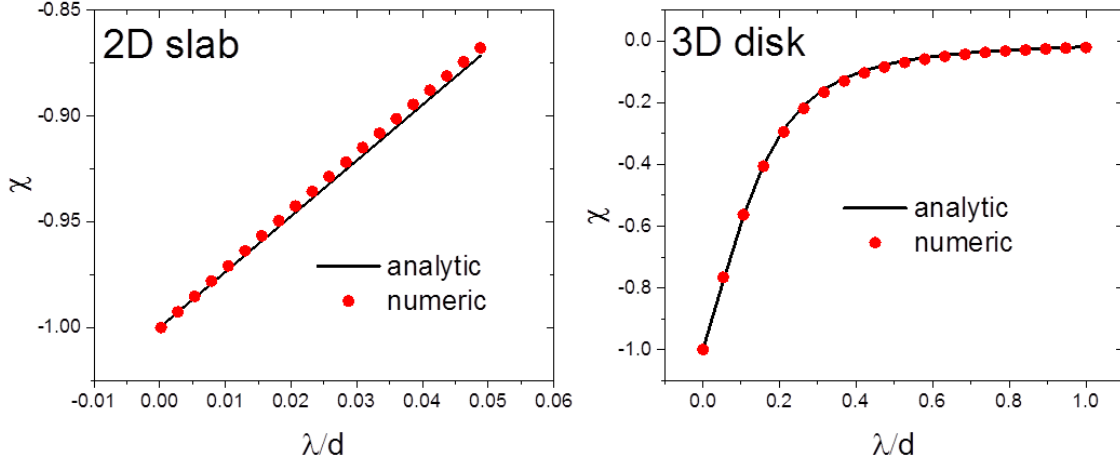 2D slab
-0.85
-0.90
-0.95
-1.00
χ
analytic
numeric
-0.01 0.00 0.01 0.02 0.03 0.04 0.05 0.06
λ/d
3D disk
0.0
-0.2
-0.4
-0.6
-0.8
-1.0
χ
analytic
numeric
0.0 0.2 0.4 0.6 0.8 1.0
λ/d